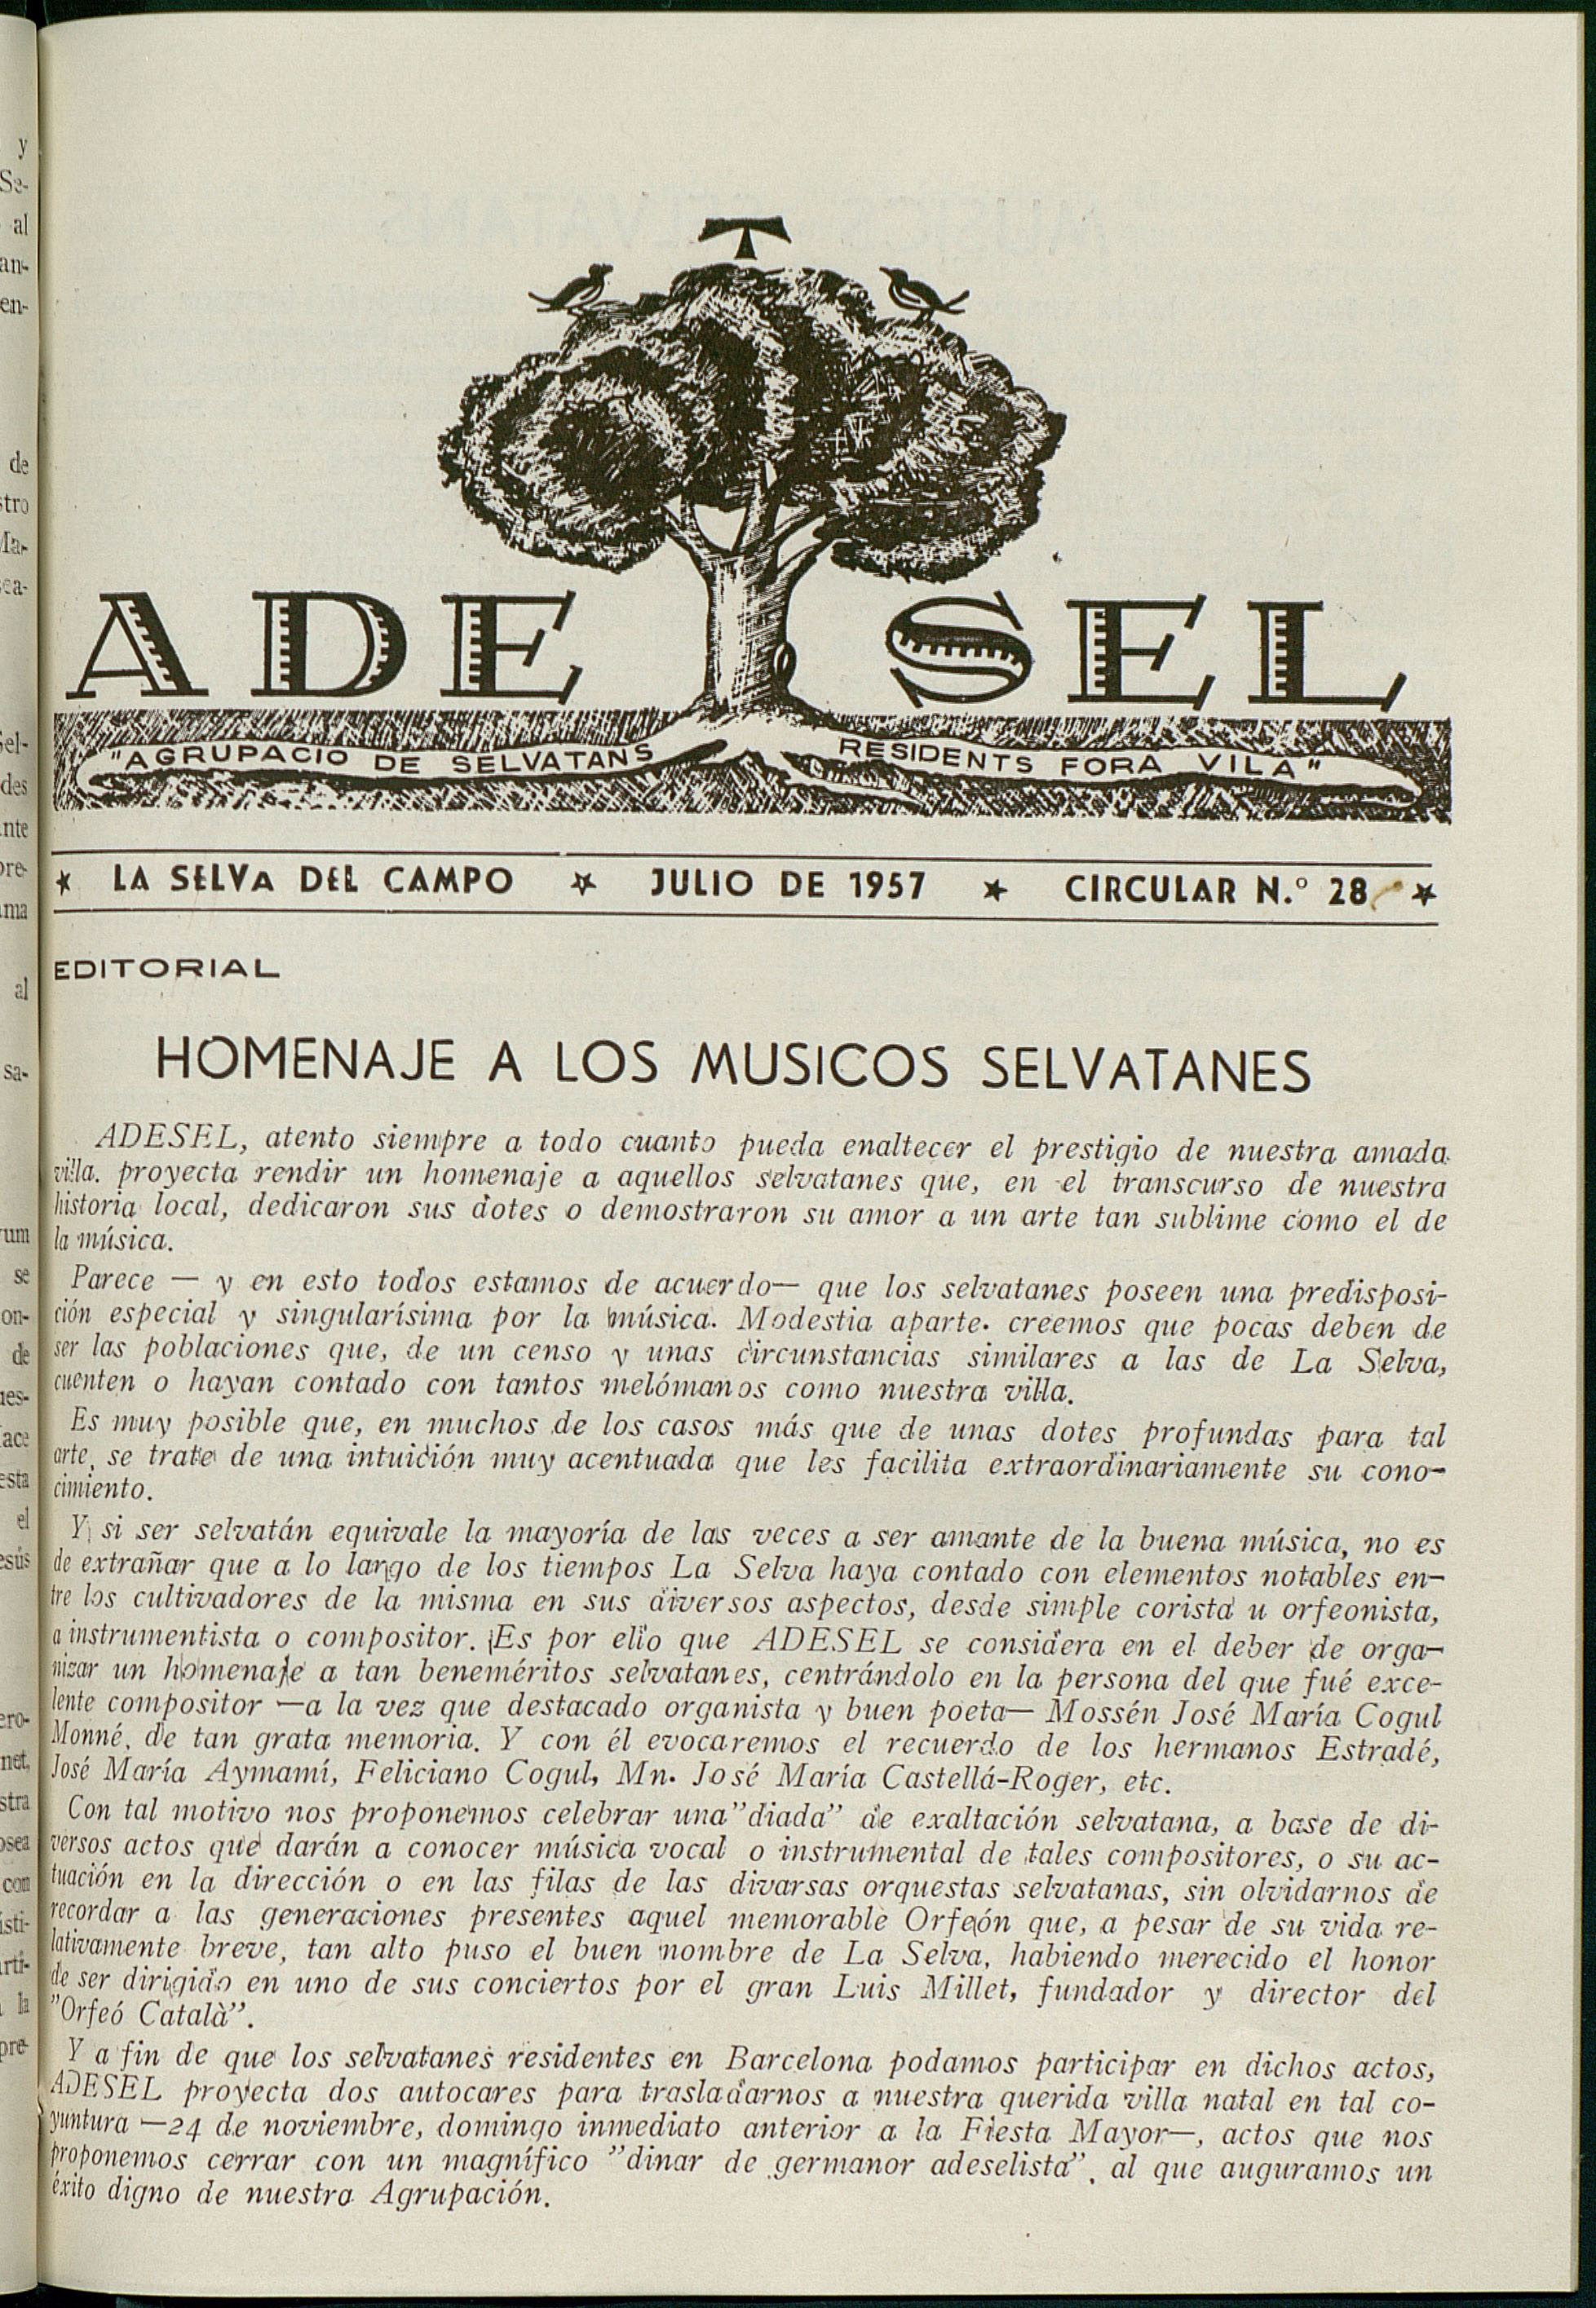 ADESEL
"AGRUPACIO DE SELVATANS RESIDENTS FORA VILA"
LA SELVA DEL CAMPO JULIO DE 1957 CIRCULAR N.º 28
EDITORIAL
HOMENAJE A LOS MUSICOS SELVATANES
ADESEL, atento siempre a todo cuanto pueda enaltecer el prestigio de nuestra amada
villa. proyecta rendir un homenaje a aquellos selvatanes que, en el transcurso de nuestra
historia local, dedicaron sus dotes o demostraron su amor a un arte tan sublime como el de
la música.
Parece — y en esto todos estamos de acuerdo— que los selvatanes poseen una predisposi-
ción especial y singularísima por la música. Modestia aparte. creemos que pocas deben de
ser las poblaciones que, de un censo y unas circunstancias similares a las de La Selva,
cuenten o hayan contado con tantos melómanos como nuestra villa.
Es muy posible que, en muchos de los casos más que de unas dotes profundas para tal
arte, se trate de una intuición muy acentuada que les facilita extraordinariamente su cono-
cimiento.
Y si ser selvatán equivale la mayoría de las veces a ser amante de la buena música, no es
de extrañar que a lo largo de los tiempos La Selva haya contado con elementos notables en-
tre los cultivadores de la misma en sus diversos aspectos, desde simple corista u orfeonista,
a instrumentista o compositor. Es por ello que ADESEL se considera en el deber de orga-
nizar un homenaje a tan beneméritos selvatanes, centrándolo en la persona del que fué exce-
lente compositor —a la vez que destacado organista y buen poeta— Mossén José María Cogul
Monné, de tan grata memoria. Y con él evocaremos el recuerdo de los hermanos Estradé,
José María Aymamí, Feliciano Cogul, Mn. José María Castellá-Roger, etc.
Con tal motivo nos proponemos celebrar una "diada" de exaltación selvatana, a base de di-
versos actos que darán a conocer música vocal o instrumental de tales compositores, o su ac-
tuación en la dirección o en las filas de las divarsas orquestas selvatanas, sin olvidarnos de
recordar a las generaciones presentes aquel memorable Orfeón que, a pesar de su vida re-
lativamente breve, tan alto puso el buen nombre de La Selva, habiendo merecido el honor
de ser dirigido en uno de sus conciertos por el gran Luis Millet, fundador y director del
"Orfeó Català".
Y a fin de que los selvatanes residentes en Barcelona podamos participar en dichos actos,
ADESEL proyecta dos autocares para trasladarnos a nuestra querida villa natal en tal co-
yuntura —24 de noviembre, domingo inmediato anterior a la Fiesta Mayor—, actos que nos
proponemos cerrar con un magnífico "dinar de germanor adeselista", al que auguramos un
éxito digno de nuestra Agrupación.